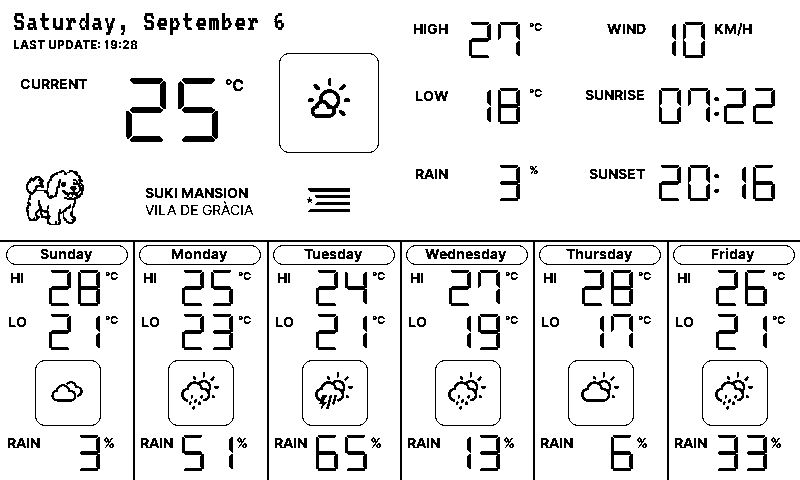 Saturday, September 6
LAST UPDATE: 19:28
CURRENT 25 °C
HIGH 27 °C
WIND 10 KM/H
LOW 18 °C
SUNRISE 07:22
RAIN 3 %
SUNSET 20:16
SUKI MANSION
VILA DE GRÀCIA
Sunday
HI 28 °C
LO 21 °C
RAIN 3 %
Monday
HI 25 °C
LO 23 °C
RAIN 51 %
Tuesday
HI 24 °C
LO 21 °C
RAIN 65 %
Wednesday
HI 27 °C
LO 19 °C
RAIN 13 %
Thursday
HI 28 °C
LO 17 °C
RAIN 6 %
Friday
HI 26 °C
LO 21 °C
RAIN 33 %